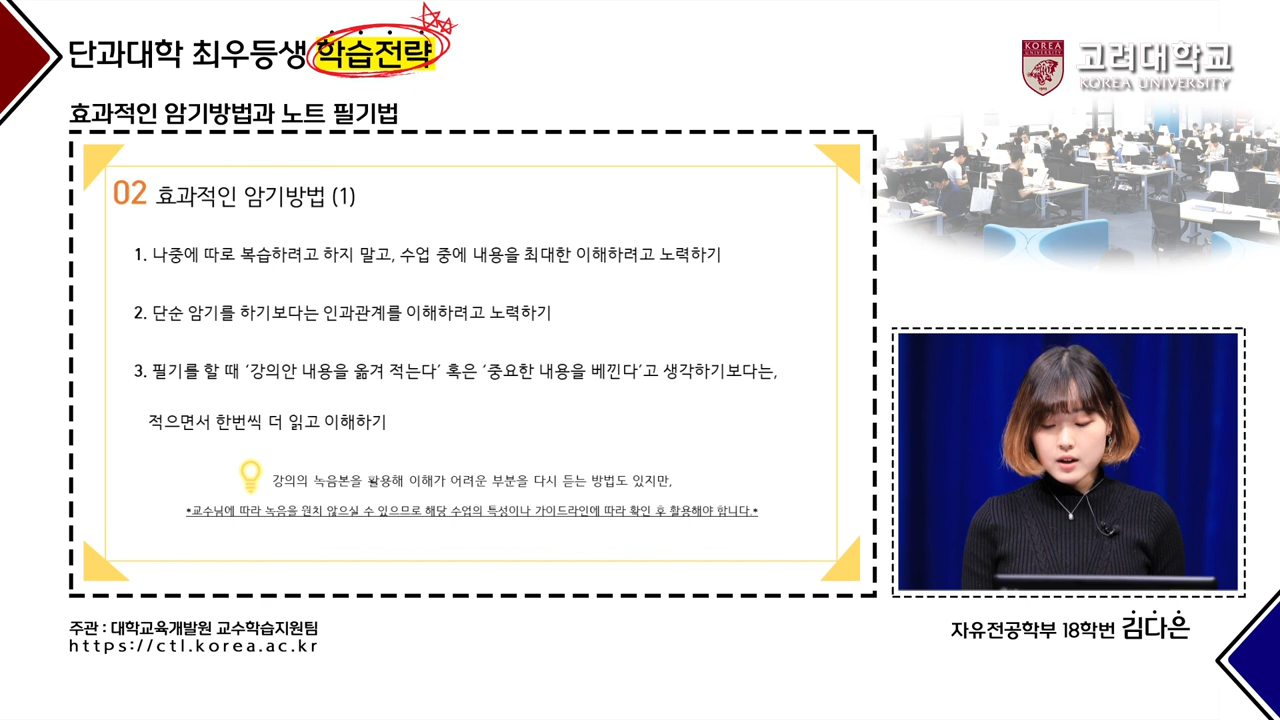 단과대학 최우등생 학습전략
KOREA
UNIVERSITY
1905
고려대학교
KOREA UNIVERSITY
효과적인 암기방법과 노트 필기법
02 효과적인 암기방법 (1)
1. 나중에 따로 복습하려고 하지 말고, 수업 중에 내용을 최대한 이해하려고 노력하기
2. 단순 암기를 하기보다는 인과관계를 이해하려고 노력하기
3. 필기를 할 때 ‘강의안 내용을 옮겨 적는다’ 혹은 ‘중요한 내용을 베낀다’고 생각하기보다는,
적으면서 한번씩 더 읽고 이해하기
강의의 녹음본을 활용해 이해가 어려운 부분을 다시 듣는 방법도 있지만,
*교수님에 따라 녹음을 원치 않으실 수 있으므로 해당 수업의 특성이나 가이드라인에 따라 확인 후 활용해야 합니다.*
주관 : 대학교육개발원 교수학습지원팀
https://ctl.korea.ac.kr
자유전공학부 18학번 김다은